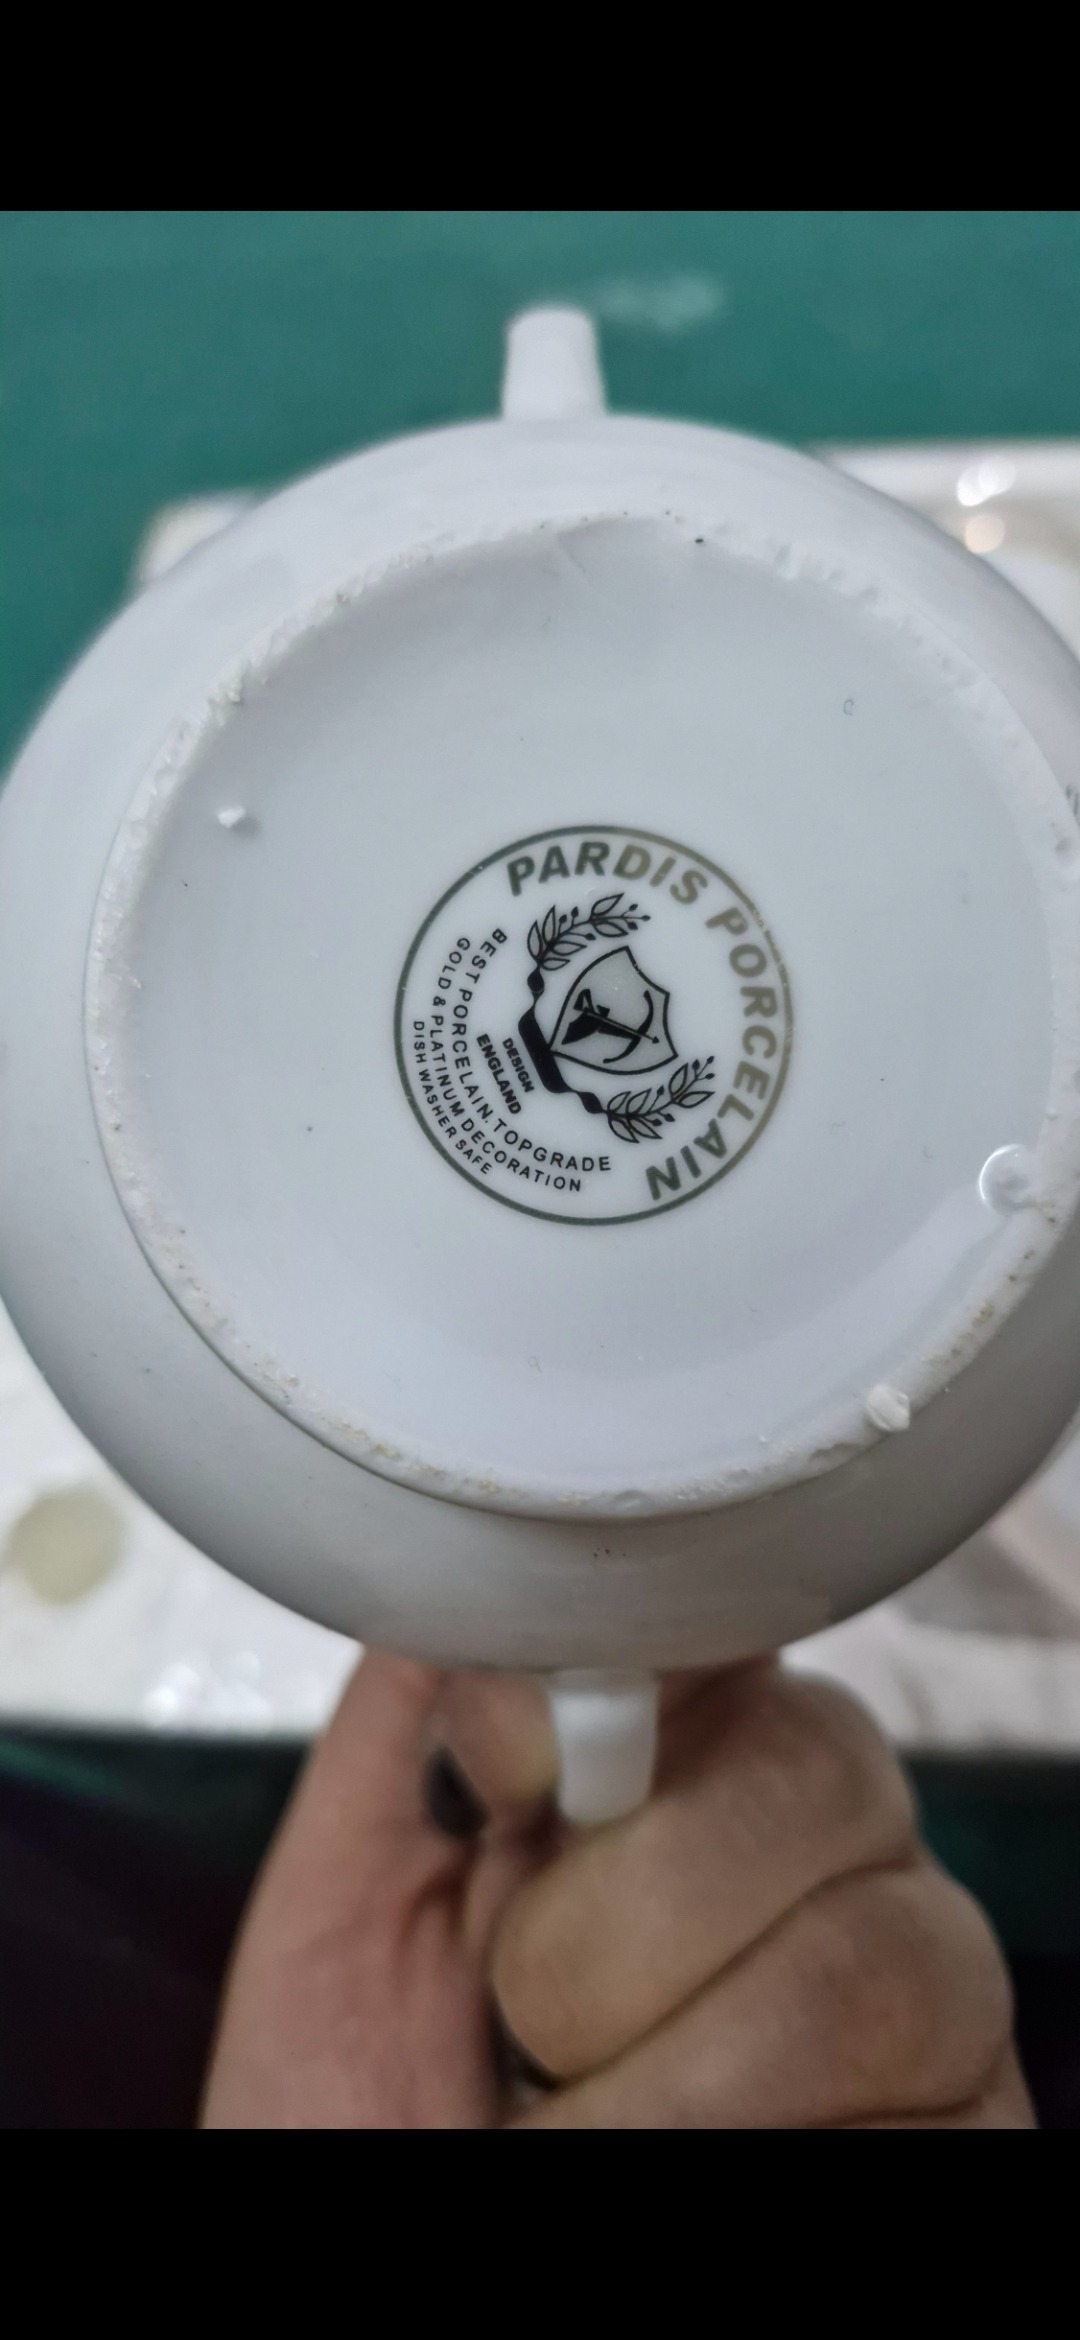 PARDIS PORCELAIN
DESIGN
ENGLAND
BEST PORCELAIN. TOPGRADE
GOLD & PLATINUM DECORATION
DISH WASHER SAFE